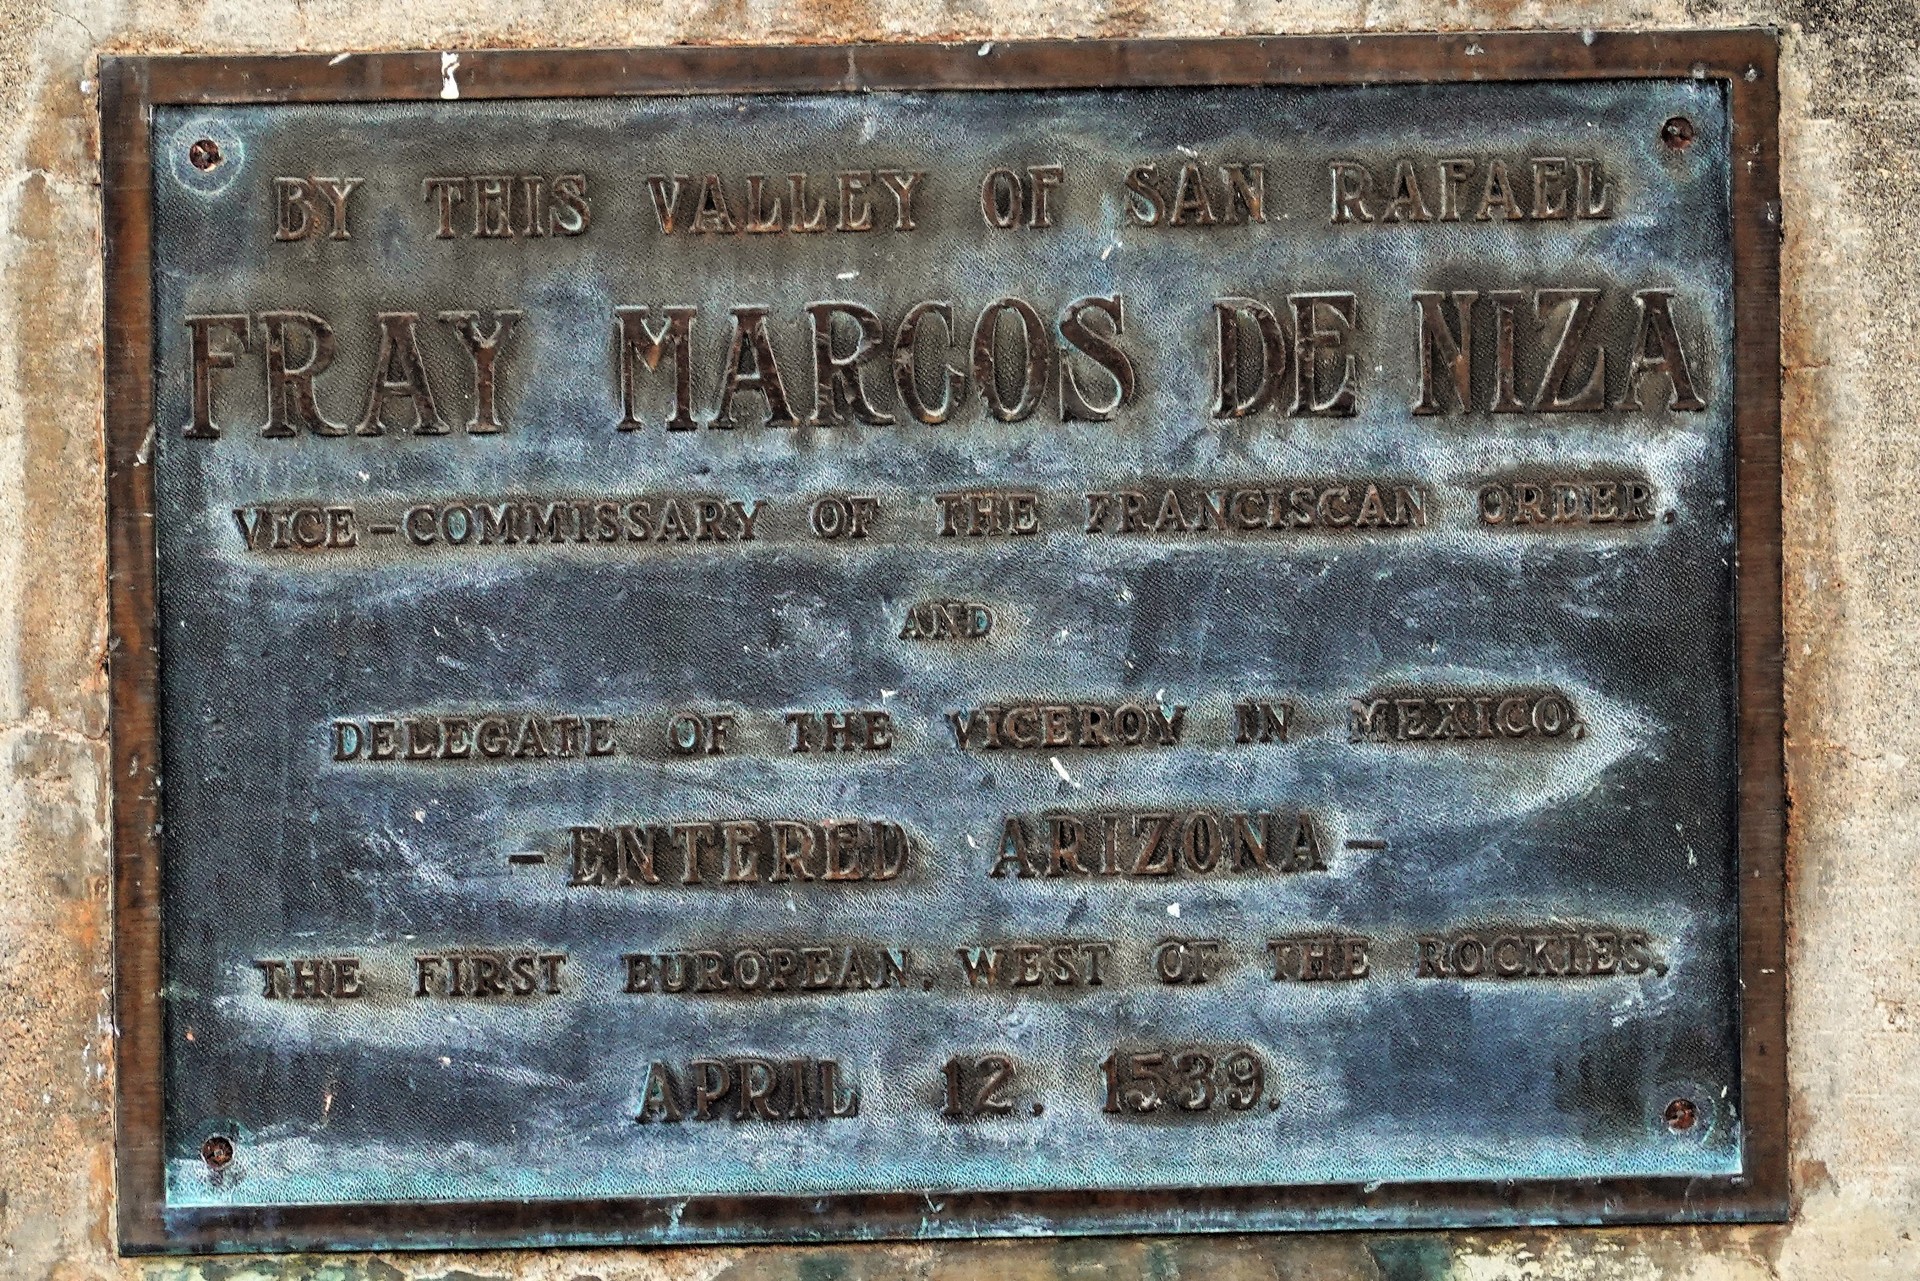 BY THIS VALLEY OF SAN RAFAEL
FRAY MARCOS DE NIZA
VICE-COMMISSARY OF THE FRANCISCAN ORDER,
AND
DELEGATE OF THE VICEROY IN MEXICO,
-ENTERED ARIZONA-
THE FIRST EUROPEAN, WEST OF THE ROCKIES,
APRIL 12, 1539.